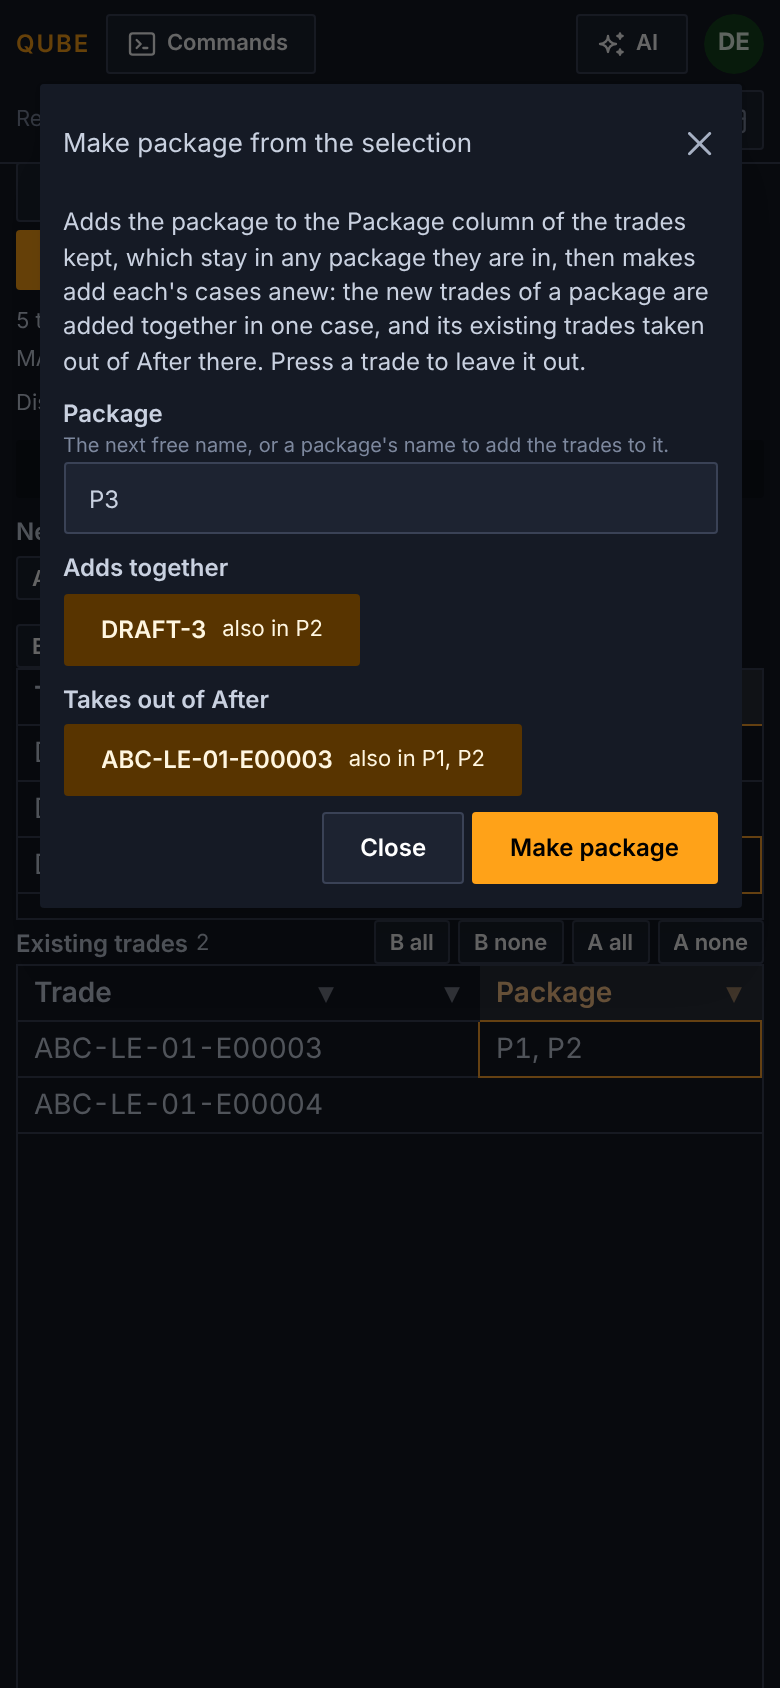 QUBE
Commands
AI
DE
Re
Make package from the selection
Adds the package to the Package column of the trades
kept, which stay in any package they are in, then makes
add each's cases anew: the new trades of a package are
added together in one case, and its existing trades taken
out of After there. Press a trade to leave it out.
5 t
MA
Dis
Package
The next free name, or a package's name to add the trades to it.
P3
Ne
Adds together
DRAFT-3 also in P2
Takes out of After
ABC-LE-01-E00003 also in P1, P2
Close
Make package
Existing trades 2
B all
B none
A all
A none
Trade ▼ ▼ Package ▼
ABC-LE-01-E00003 P1, P2
ABC-LE-01-E00004